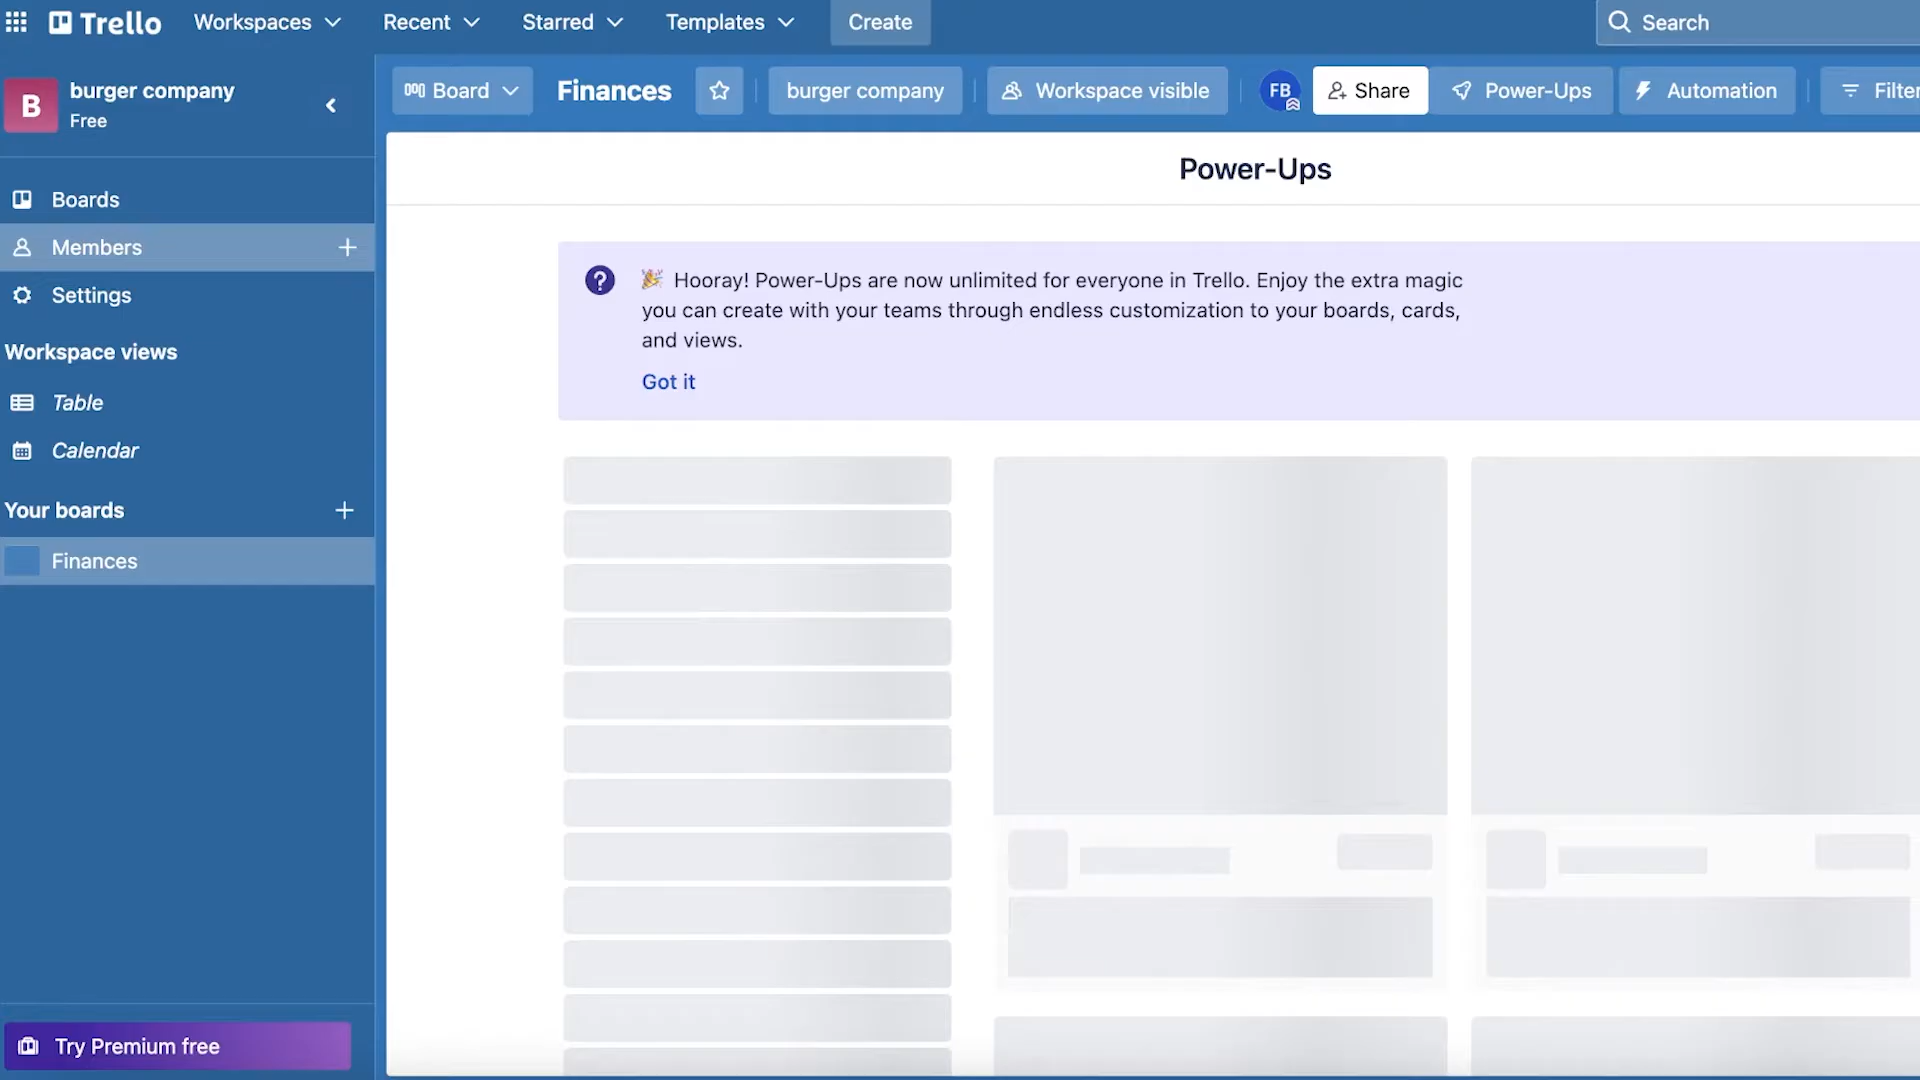 Trello
Workspaces
Recent
Starred
Templates
Create
Search
B
burger company
Free
Board
Finances
burger company
Workspace visible
FB
Share
Power-Ups
Automation
Filter
Boards
Members
Settings
Workspace views
Table
Calendar
Your boards
Finances
Try Premium free
Power-Ups
? 🎉 Hooray! Power-Ups are now unlimited for everyone in Trello. Enjoy the extra magic
you can create with your teams through endless customization to your boards, cards,
and views.
Got it